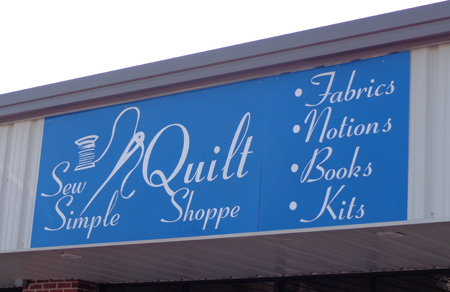 Sew Simple
Quilt Shoppe
• Fabrics
• Notions
• Books
• Kits